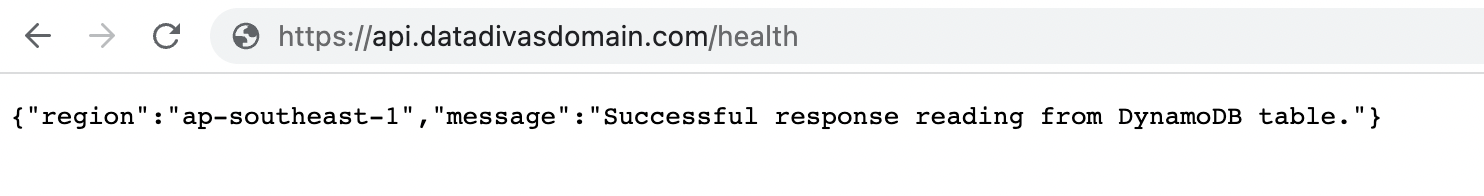 https://api.datadivasdomain.com/health
{"region":"ap-southeast-1","message":"Successful response reading from DynamoDB table."}